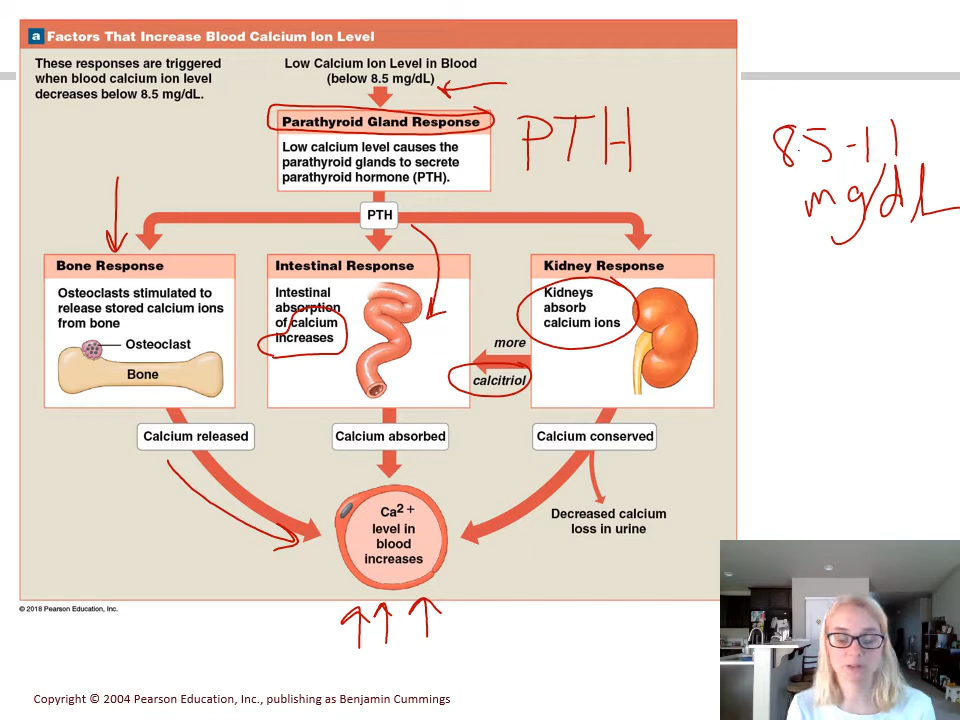 a Factors That Increase Blood Calcium Ion Level
These responses are triggered
when blood calcium ion level
decreases below 8.5 mg/dL.
Low Calcium Ion Level in Blood
(below 8.5 mg/dL)
Parathyroid Gland Response
Low calcium level causes the
parathyroid glands to secrete
parathyroid hormone (PTH).
PTH
8.5-11
mg/dL
PTH
Bone Response
Osteoclasts stimulated to
release stored calcium ions
from bone
Osteoclast
Bone
Intestinal Response
Intestinal
absorption
of calcium
increases
more
calcitriol
Kidney Response
Kidneys
absorb
calcium ions
Calcium released
Calcium absorbed
Calcium conserved
Ca2+
level in
blood
increases
Decreased calcium
loss in urine
© 2018 Pearson Education, Inc.
Copyright © 2004 Pearson Education, Inc., publishing as Benjamin Cummings